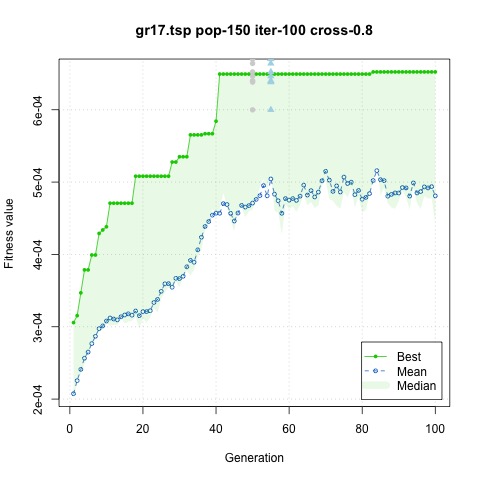 gr17.tsp pop-150 iter-100 cross-0.8
Fitness value
6e-04
5e-04
4e-04
3e-04
2e-04
Best
Mean
Median
0 20 40 60 80 100
Generation